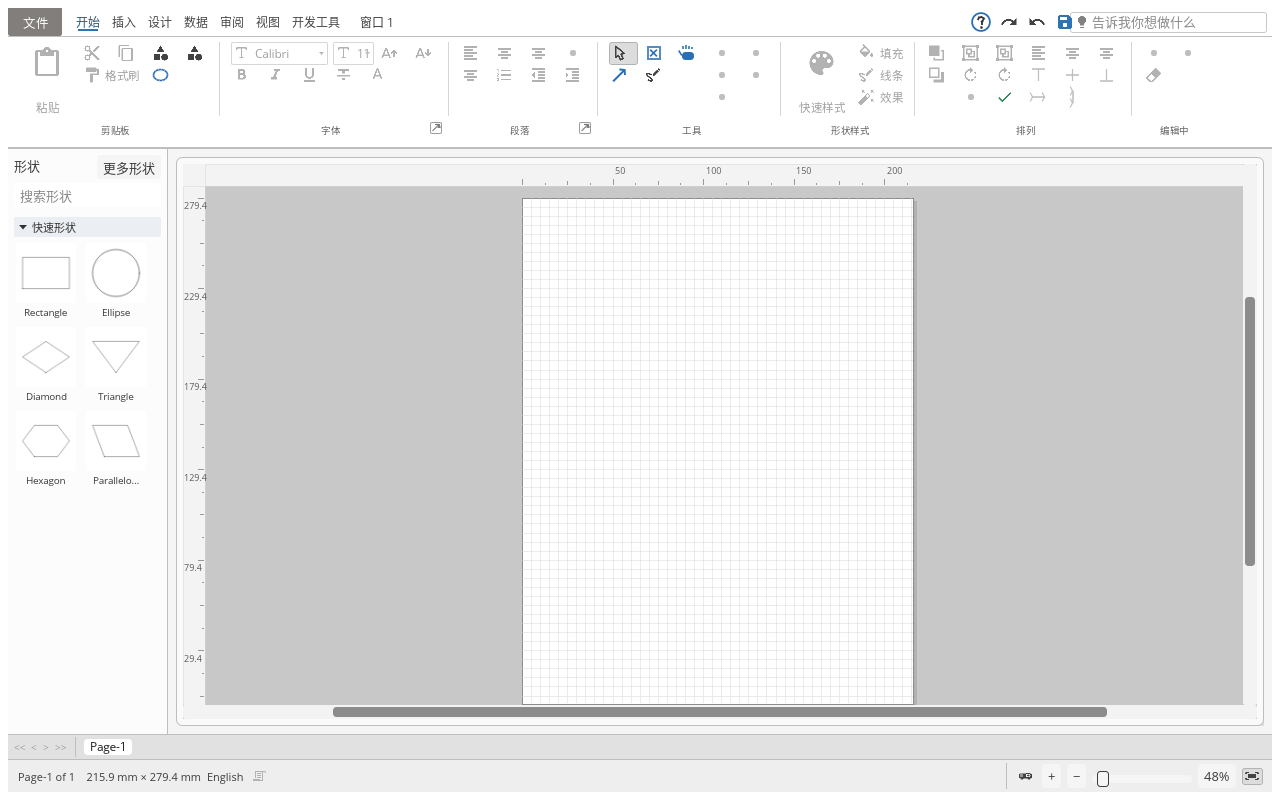 文件 开始 插入 设计 数据 审阅 视图 开发工具 窗口 1 告诉我你想做什么
Calibri 11 填充
格式刷 线条
粘贴 快速样式 效果
剪贴板 字体 段落 工具 形状样式 排列 编辑中
形状 更多形状
搜索形状
快速形状
Rectangle Ellipse
Diamond Triangle
Hexagon Parallelo...
50 100 150 200
279.4
229.4
179.4
129.4
79.4
29.4
<< < > >> Page-1
Page-1 of 1 215.9 mm × 279.4 mm English 48%